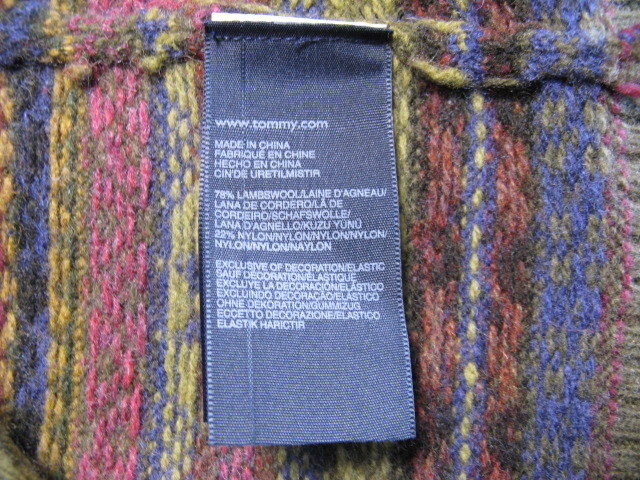 www.tommy.com
MADE IN CHINA
FABRIQUÉ EN CHINE
HECHO EN CHINA
CIN'DE URETILMISTIR
78% LAMBSWOOL/LAINE D'AGNEAU/
LANA DE CORDERO/LÃ DE
CORDEIRO/SCHAFSWOLLE/
LANA D'AGNELLO/KUZU YÜNÜ
22% NYLON/NYLON/NYLON/NYLON/
NYLON/NYLON/NAYLON
EXCLUSIVE OF DECORATION/ELASTIC
SAUF DÉCORATION/ÉLASTIQUE
EXCLUYE LA DECORACIÓN/ELÁSTICO
EXCLUINDO DECORAÇÃO/ELÁSTICO
OHNE DEKORATION/GUMMIZUG
ECCETTO DECORAZIONE/ELASTICO
ELASTIK HARICTIR